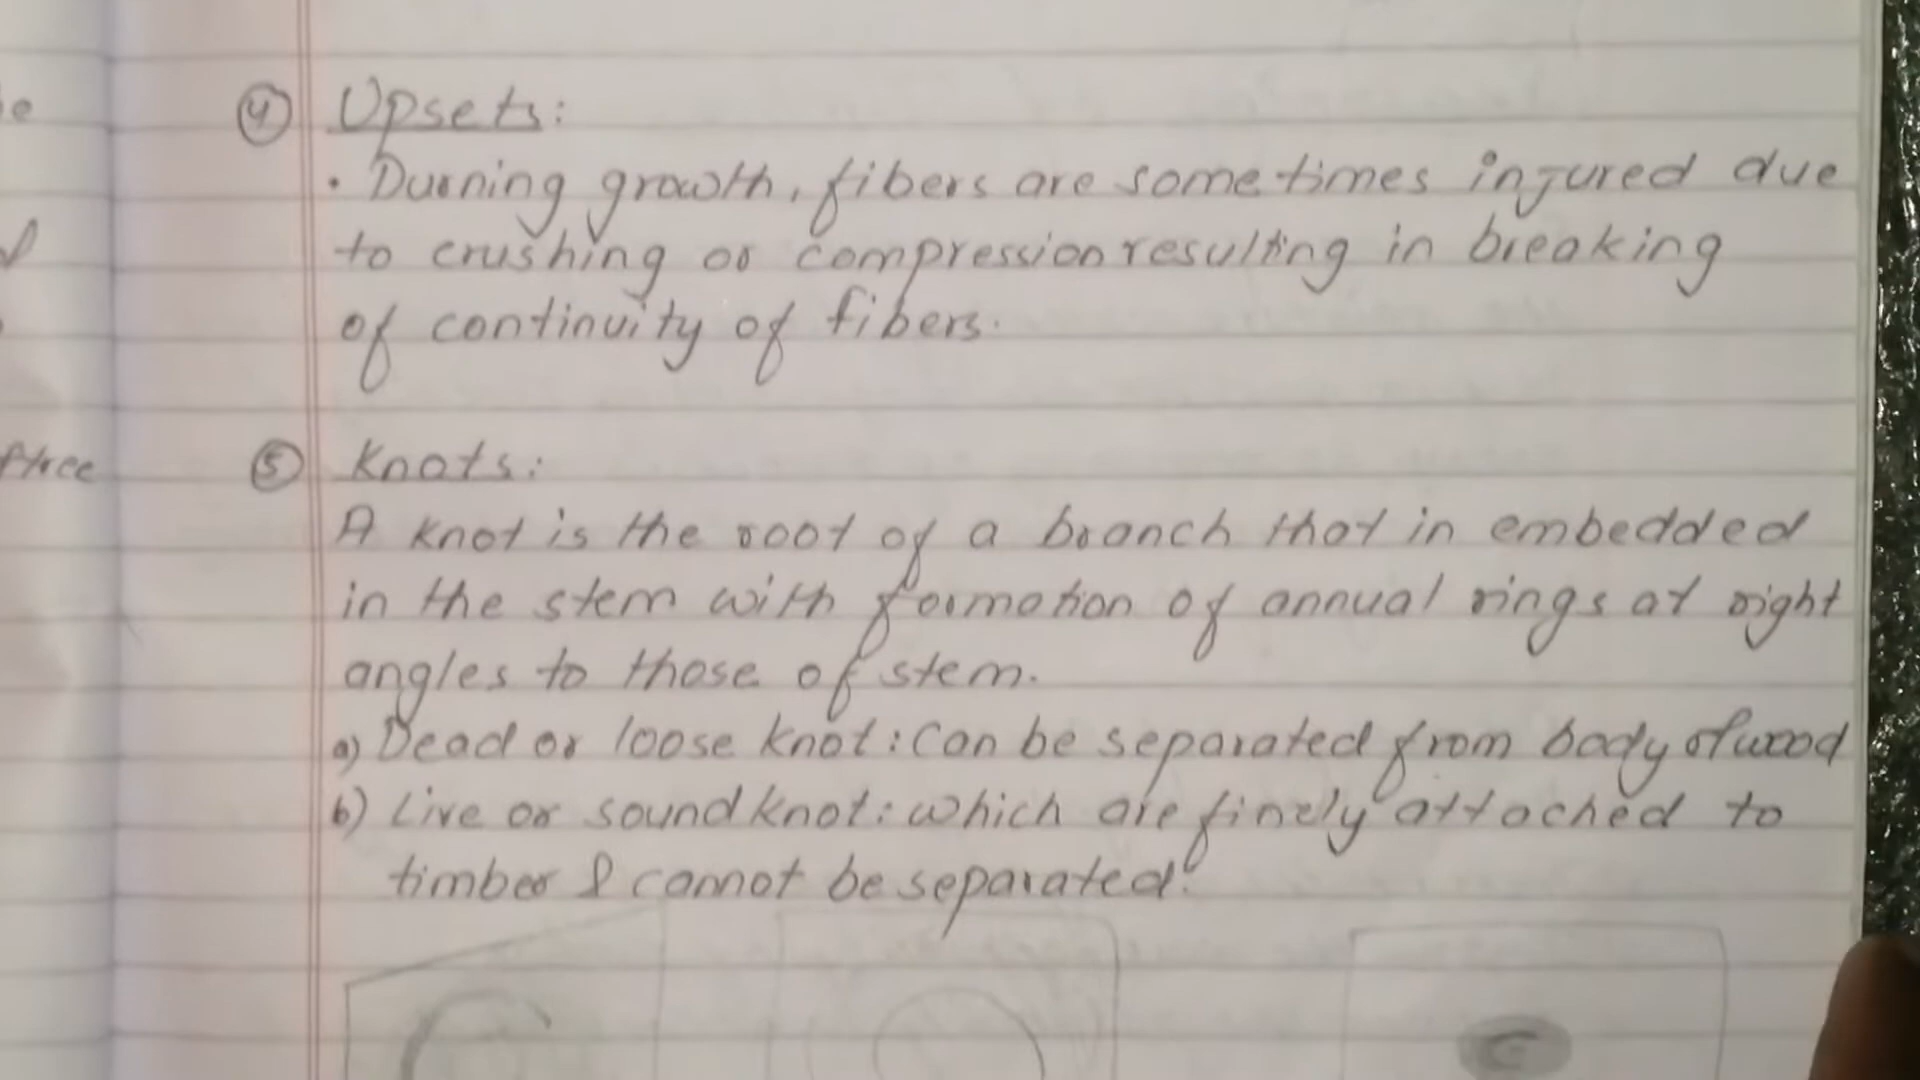 ④ Upsets:
• Durning growth, fibers are sometimes injured due
to crushing or compression resulting in breaking
of continuity of fibers.
⑤ Knots:
A knot is the root of a branch that in embedded
in the stem with formation of annual rings at right
angles to those of stem.
a) Dead or loose knot: Can be separated from body of wood
b) Live or sound knot: which are finely attached to
timber & cannot be separated.